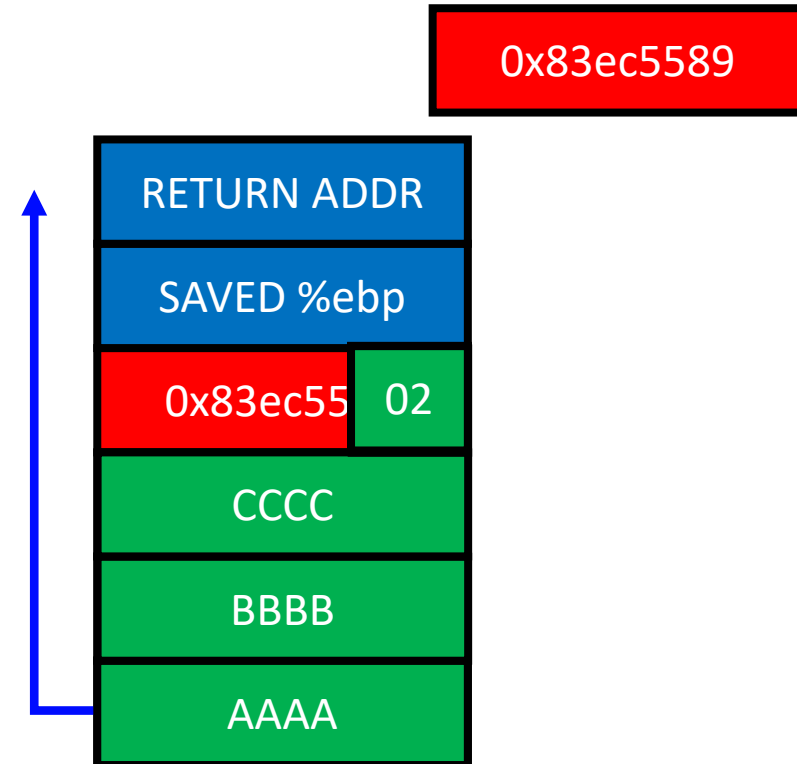 0x83ec5589
RETURN ADDR
SAVED %ebp
0x83ec55 02
CCCC
BBBB
AAAA